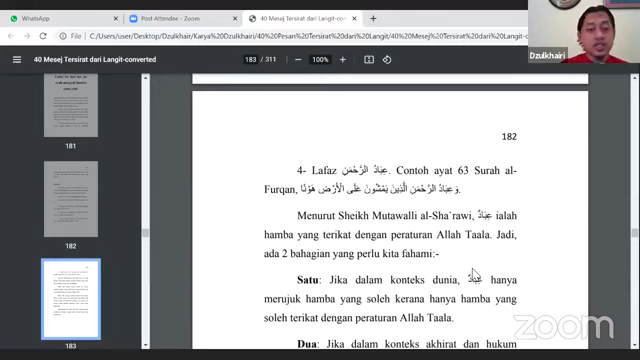 WhatsApp
Post Attendee - Zoom
40 Mesej Tersirat dari Langit-con
C:/Users/user/Desktop/Dzulkhairi/Karya%20Dzulkhairi/40%20Pesan%20Tersirat%20dari%20Langit/40%20Mesej%20Tersirat%20dari%20Langit-conver
Dzulkhairi
40 Mesej Tersirat dari Langit-converted
183 / 311
100%
181
182
183
182
4- Lafaz عِبَادُ الرَّحْمَنِ. Contoh ayat 63 Surah al-
Furqan, وَعِبَادُ الرَّحْمَنِ الَّذِينَ يَمْشُونَ عَلَى الْأَرْضِ هَوْنًا.
Menurut Sheikh Mutawalli al-Sha`rawi, عِبَادٌ ialah
hamba yang terikat dengan peraturan Allah Taala. Jadi,
ada 2 bahagian yang perlu kita fahami:-
Satu: Jika dalam konteks dunia, عِبَادٌ hanya
merujuk hamba yang soleh kerana hanya hamba yang
soleh terikat dengan peraturan Allah Taala.
Dua: Jika dalam konteks akhirat dan hukum
zoom